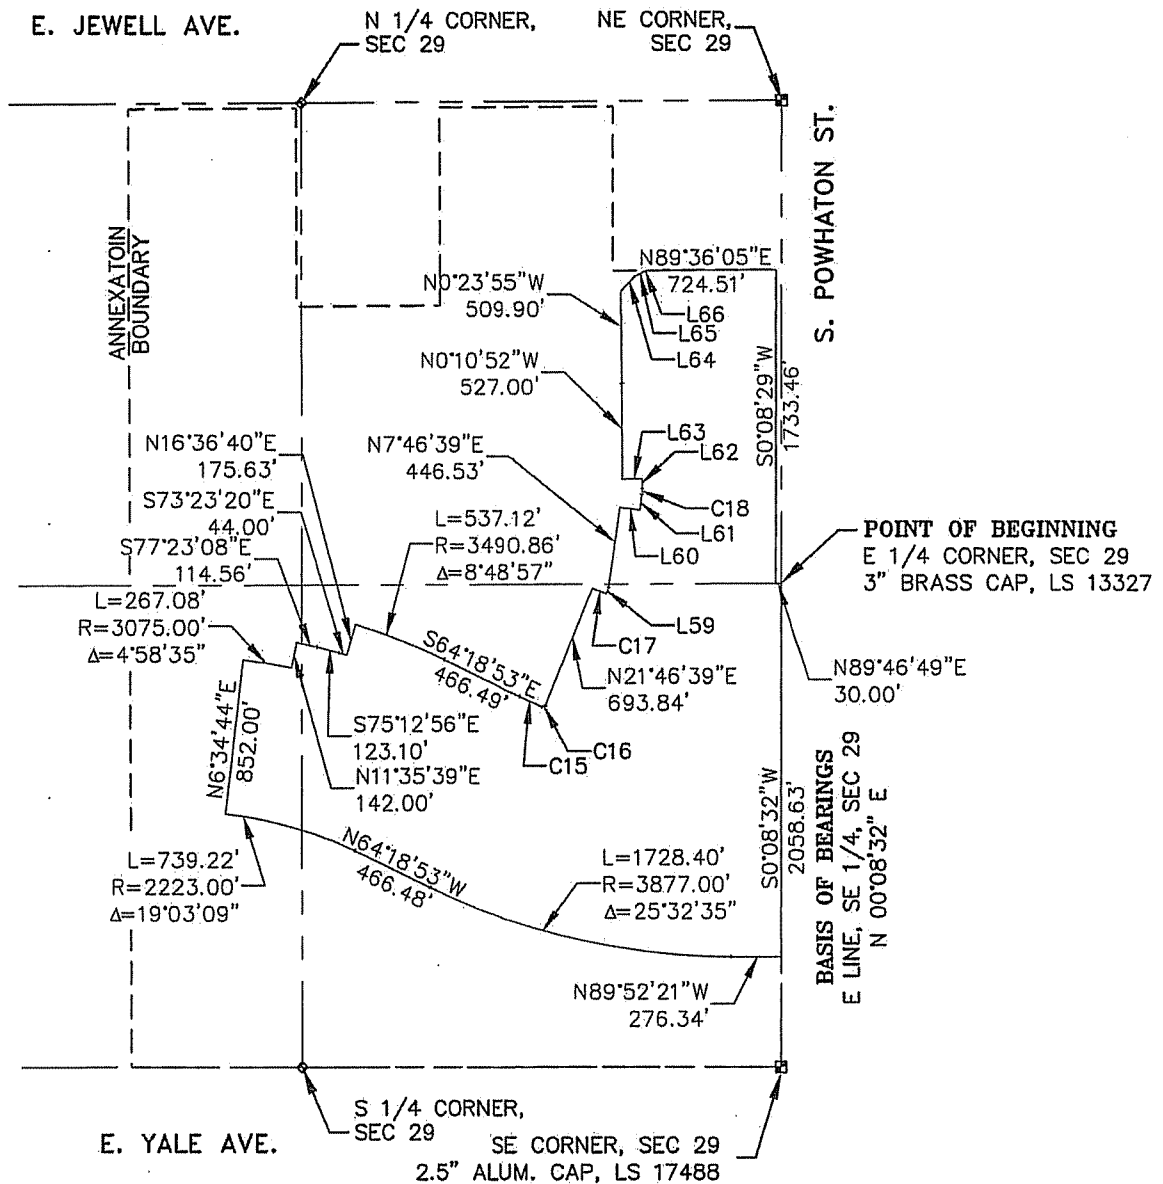 E. JEWELL AVE.
N 1/4 CORNER,
SEC 29
NE CORNER,
SEC 29
S. POWHATON ST.
ANNEXATOIN
BOUNDARY
N89°36'05"E
724.51'
N0°23'55"W
509.90'
L66
L65
L64
N0°10'52"W
527.00'
S0°08'29"W
1733.46'
N16°36'40"E
175.63'
N7°46'39"E
446.53'
L63
L62
S73°23'20"E
44.00'
C18
L61
L60
S77°23'08"E
114.56'
L=537.12'
R=3490.86'
Δ=8°48'57"
POINT OF BEGINNING
E 1/4 CORNER, SEC 29
3" BRASS CAP, LS 13327
L=267.08'
R=3075.00'
Δ=4°58'35"
L59
C17
S64°18'53"E
466.49'
N21°46'39"E
693.84'
N89°46'49"E
30.00'
N6°34'44"E
852.00'
S75°12'56"E
123.10'
C16
C15
N11°35'39"E
142.00'
S0°08'32"W
2058.63'
BASIS OF BEARINGS
E LINE, SE 1/4, SEC 29
N 00°08'32" E
N64°18'53"W
466.48'
L=739.22'
R=2223.00'
Δ=19°03'09"
L=1728.40'
R=3877.00'
Δ=25°32'35"
N89°52'21"W
276.34'
S 1/4 CORNER,
SEC 29
E. YALE AVE.
SE CORNER, SEC 29
2.5" ALUM. CAP, LS 17488